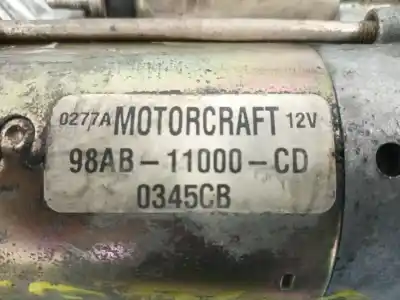 0277A MOTORCRAFT 12V
98AB-11000-CD
0345CB